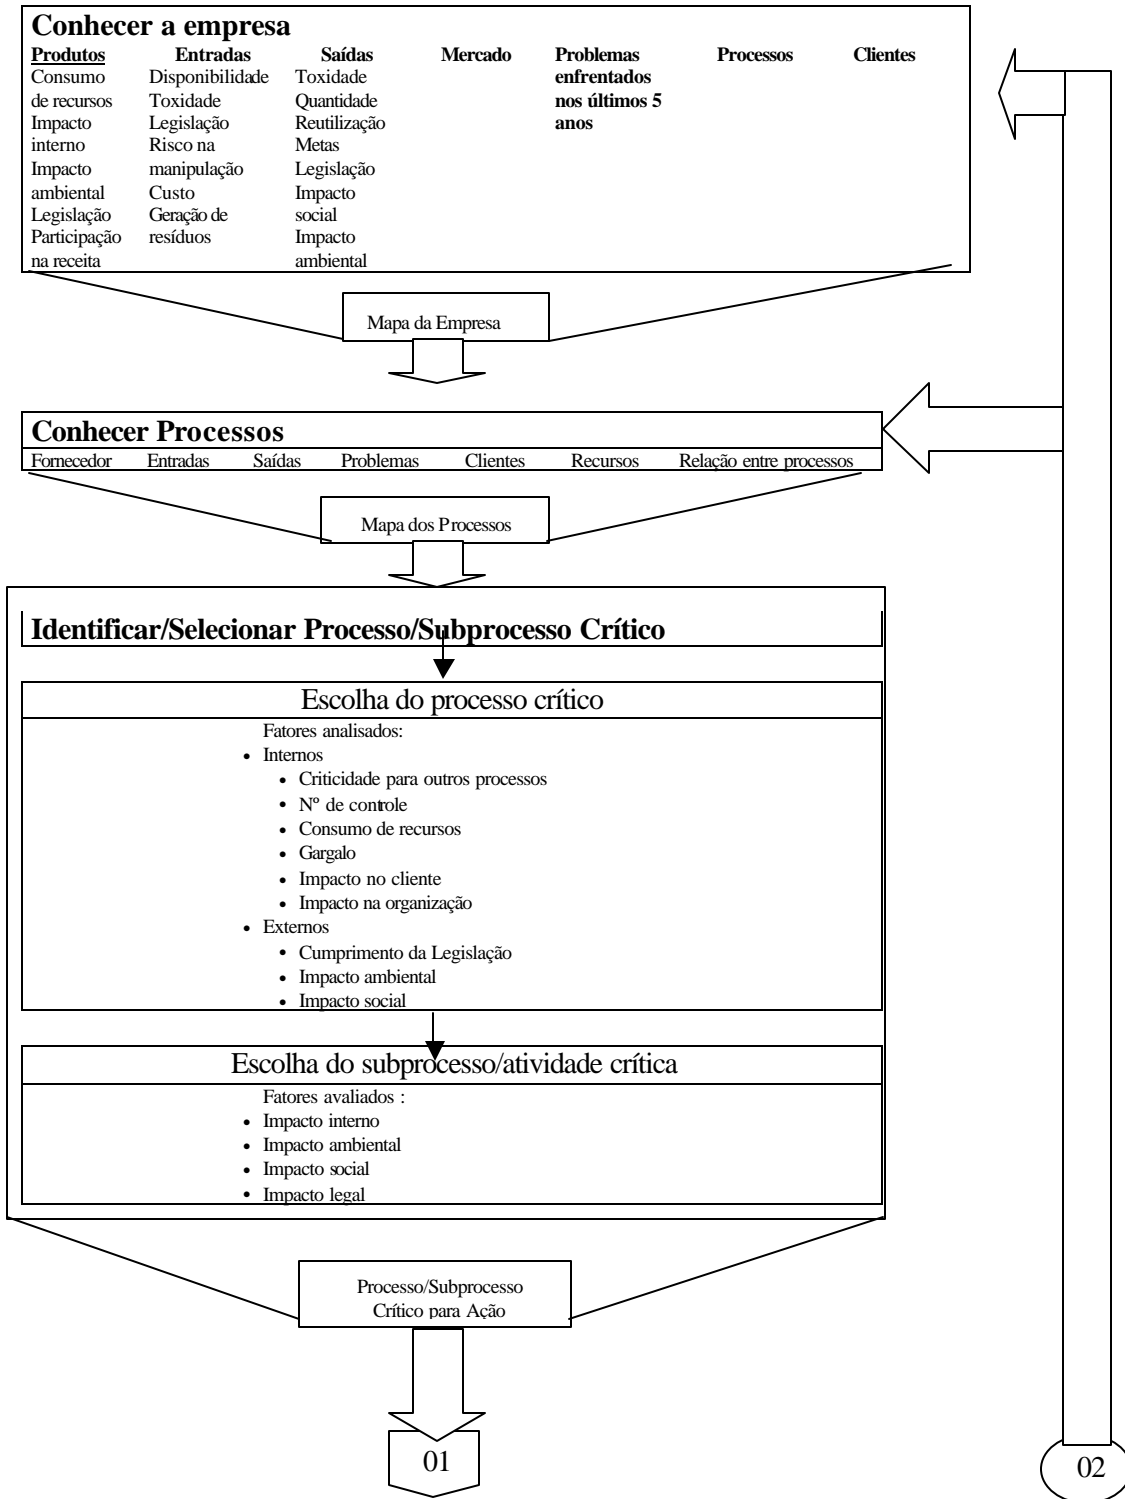 Conhecer a empresa
Produtos Entradas Saídas Mercado Problemas Processos Clientes
Consumo Disponibilidade Toxidade enfrentados
de recursos Toxidade Quantidade nos últimos 5
Impacto Legislação Reutilização anos
interno Risco na Metas
Impacto manipulação Legislação
ambiental Custo Impacto
Legislação Geração de social
Participação resíduos Impacto
na receita ambiental
Mapa da Empresa
Conhecer Processos
Fornecedor Entradas Saídas Problemas Clientes Recursos Relação entre processos
Mapa dos Processos
Identificar/Selecionar Processo/Subprocesso Crítico
Escolha do processo crítico
Fatores analisados:
• Internos
• Criticidade para outros processos
• Nº de controle
• Consumo de recursos
• Gargalo
• Impacto no cliente
• Impacto na organização
• Externos
• Cumprimento da Legislação
• Impacto ambiental
• Impacto social
Escolha do subprocesso/atividade crítica
Fatores avaliados :
• Impacto interno
• Impacto ambiental
• Impacto social
• Impacto legal
Processo/Subprocesso
Crítico para Ação
01
02